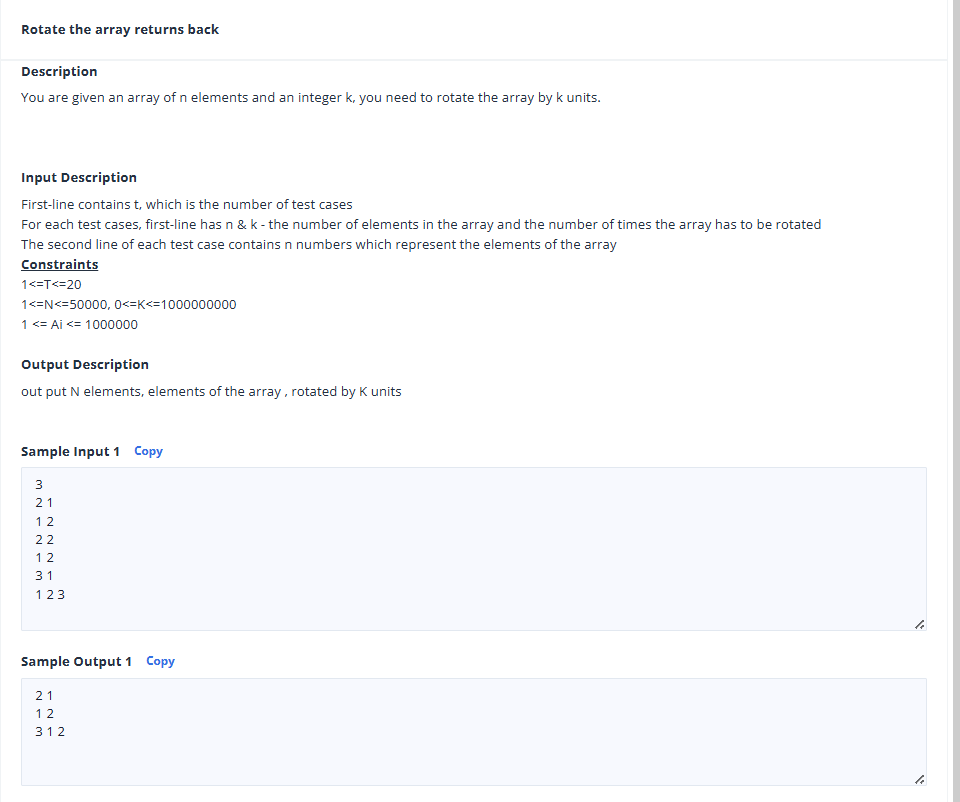 Rotate the array returns back
Description
You are given an array of n elements and an integer k, you need to rotate the array by k units.
Input Description
First-line contains t, which is the number of test cases
For each test cases, first-line has n & k - the number of elements in the array and the number of times the array has to be rotated
The second line of each test case contains n numbers which represent the elements of the array
Constraints
1<=T<=20
1<=N<=50000, 0<=K<=1000000000
1 <= Ai <= 1000000
Output Description
out put N elements, elements of the array , rotated by K units
Sample Input 1 Copy
3
2 1
1 2
2 2
1 2
3 1
1 2 3
Sample Output 1 Copy
2 1
1 2
3 1 2